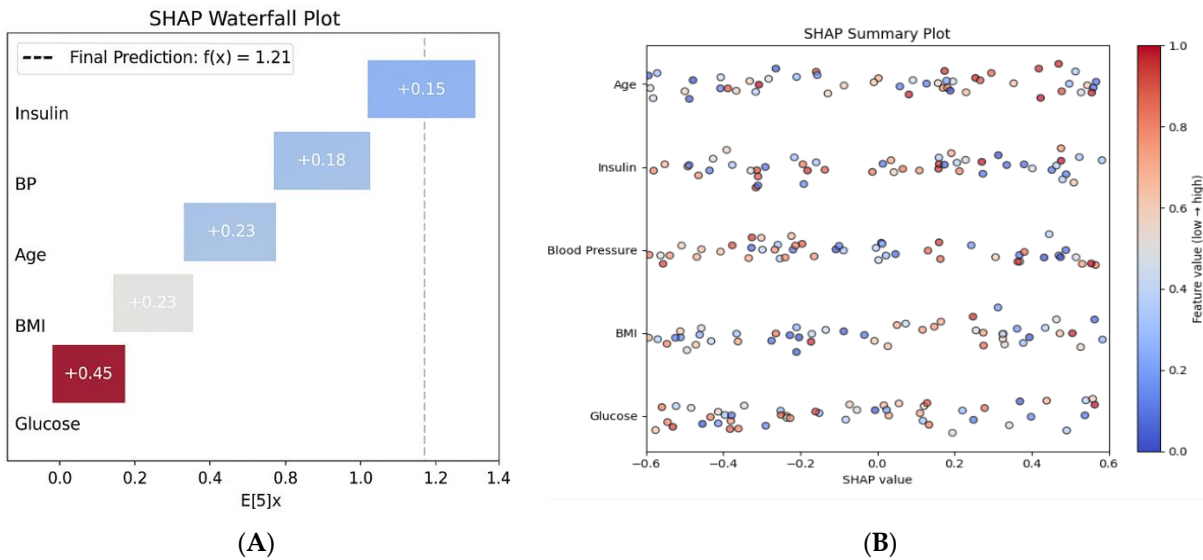 SHAP Waterfall Plot
Final Prediction: f(x) = 1.21
+0.15
Insulin
+0.18
BP
+0.23
Age
+0.23
BMI
+0.45
Glucose
0.0 0.2 0.4 0.8 1.0 1.2 1.4
E[5]x
(A)
SHAP Summary Plot
Age
Insulin
Blood Pressure
BMI
Glucose
−0.6 −0.4 −0.2 0.0 0.2 0.4 0.6
SHAP value
1.0
0.8
0.6
0.4
0.2
0.0
Feature value (low → high)
(B)